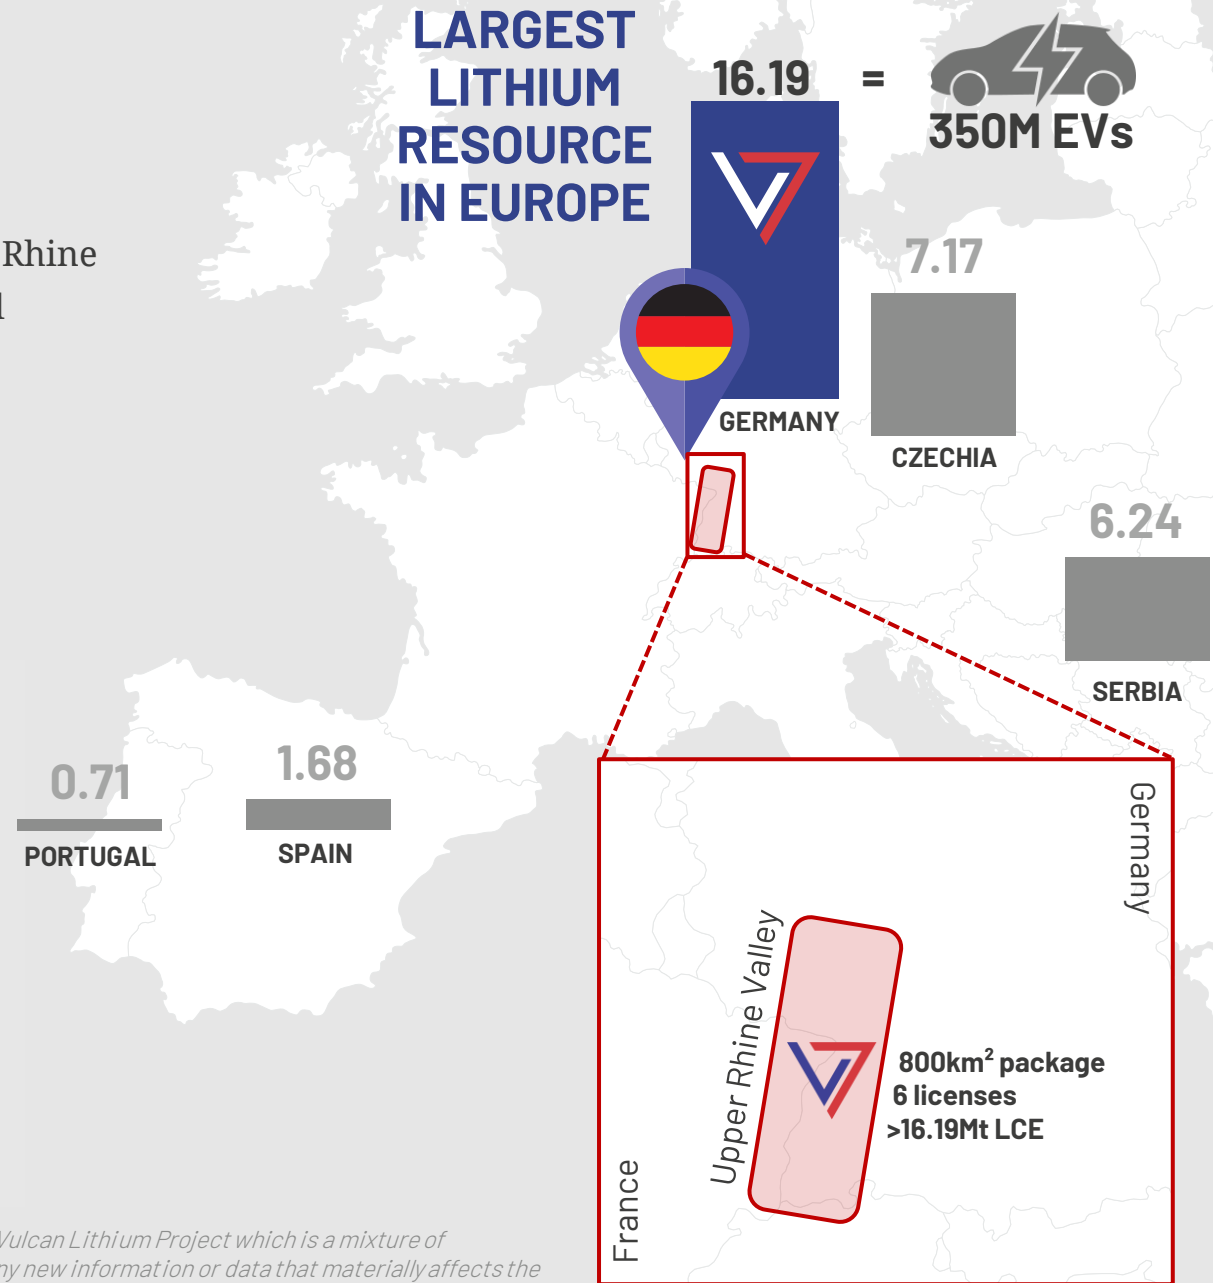 LARGEST
LITHIUM
RESOURCE
IN EUROPE
16.19
=
350M EVs
Rhine
7.17
GERMANY
CZECHIA
6.24
SERBIA
0.71
PORTUGAL
1.68
SPAIN
Germany
Upper Rhine Valley
800km² package
6 licenses
>16.19Mt LCE
France
Vulcan Lithium Project which is a mixture of
new information or data that materially affects the